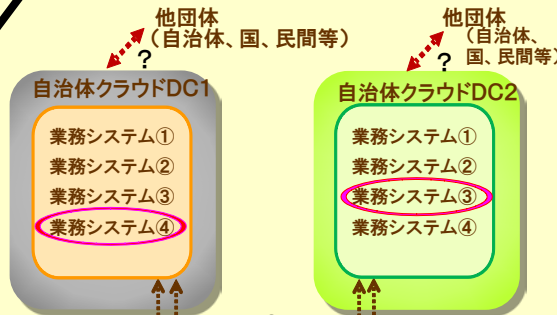 他団体
（自治体、国、民間等）
？
自治体クラウドDC1
業務システム①
業務システム②
業務システム③
業務システム④
他団体
（自治体、
国、民間等）
？
自治体クラウドDC2
業務システム①
業務システム②
業務システム③
業務システム④